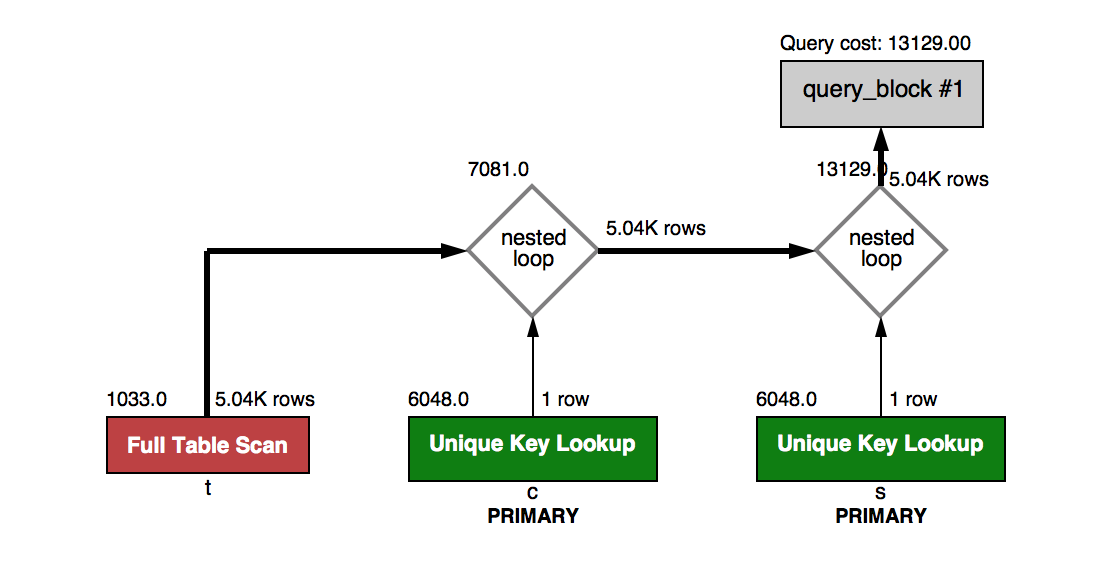 Query cost: 13129.00
query_block #1
7081.0
13129.0
5.04K rows
nested
loop
5.04K rows
nested
loop
1033.0
5.04K rows
6048.0
1 row
6048.0
1 row
Full Table Scan
Unique Key Lookup
Unique Key Lookup
t
c
s
PRIMARY
PRIMARY